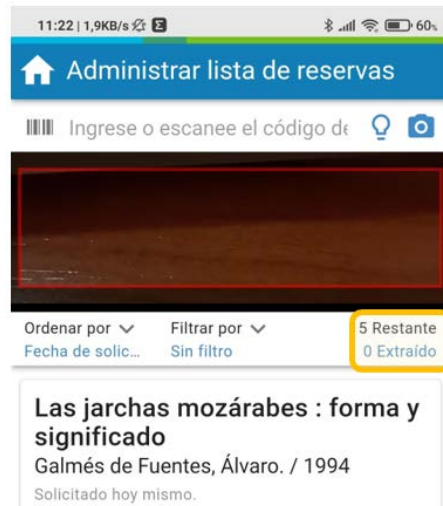 11:22 | 1,9KB/s
60%
Administrar lista de reservas
Ingrese o escanee el código de
Ordenar por
Filtrar por
5 Restante
Fecha de solic...
Sin filtro
0 Extraído
Las jarchas mozárabes : forma y
significado
Galmés de Fuentes, Álvaro. / 1994
Solicitado hoy mismo.